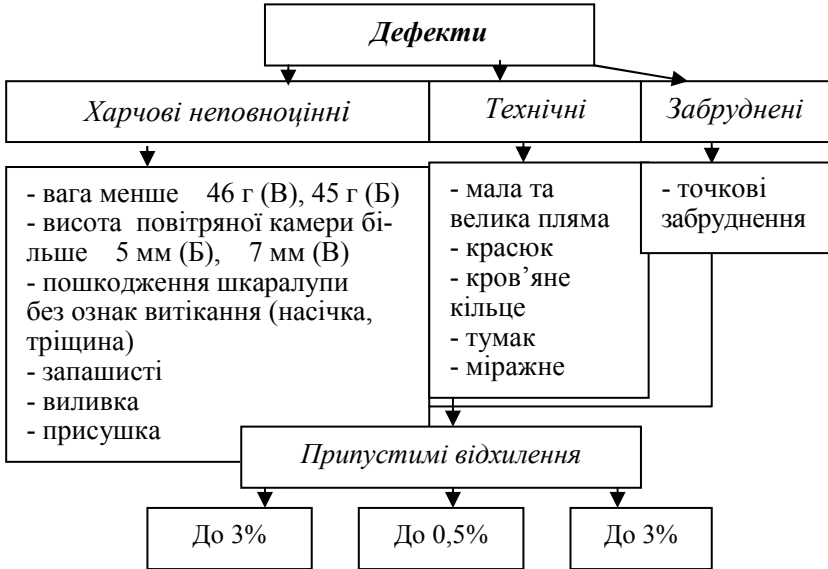 Дефекти
Харчові неповноцінні
Технічні
Забруднені
- вага менше 46 г (В), 45 г (Б)
- висота повітряної камери бі-
льше 5 мм (Б), 7 мм (В)
- пошкодження шкаралупи
без ознак витікання (насічка,
тріщина)
- запашисті
- виливка
- присушка
- мала та
велика пляма
- красюк
- кров’яне
кільце
- тумак
- міражне
- точкові
забруднення
Припустимі відхилення
До 3%
До 0,5%
До 3%